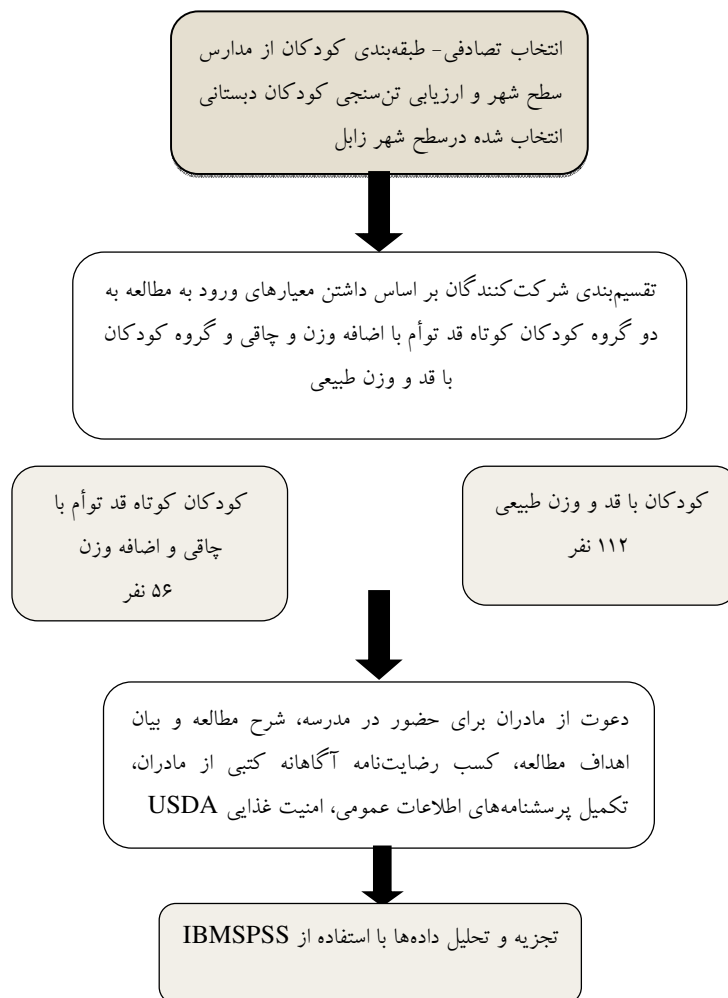 انتخاب تصادفی- طبقه‌بندی کودکان از مدارس
سطح شهر و ارزیابی تن‌سنجی کودکان دبستانی
انتخاب شده درسطح شهر زابل
تقسیم‌بندی شرکت‌کنندگان بر اساس داشتن معیارهای ورود به مطالعه به
دو گروه کودکان کوتاه قد توأم با اضافه وزن و چاقی و گروه کودکان
با قد و وزن طبیعی
کودکان با قد و وزن طبیعی
۱۱۲ نفر
کودکان کوتاه قد توأم با
چاقی و اضافه وزن
۵۶ نفر
دعوت از مادران برای حضور در مدرسه، شرح مطالعه و بیان
اهداف مطالعه، کسب رضایت‌نامه آگاهانه کتبی از مادران،
تکمیل پرسشنامه‌های اطلاعات عمومی، امنیت غذایی USDA
تجزیه و تحلیل داده‌ها با استفاده از IBMSPSS